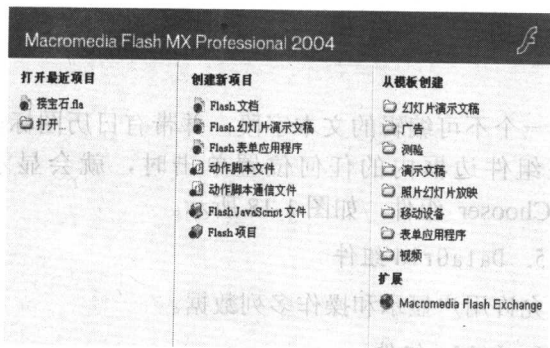 Macromedia Flash MX Professional 2004
打开最近项目
接宝石.fla
打开
创建新项目
Flash 文档
Flash 幻灯片演示文稿
Flash 表单应用程序
动作脚本文件
动作脚本通信文件
Flash JavaScript 文件
Flash 项目
从模板创建
幻灯片演示文稿
广告
测验
演示文稿
照片幻灯片放映
移动设备
表单应用程序
视频
扩展
Macromedia Flash Exchange